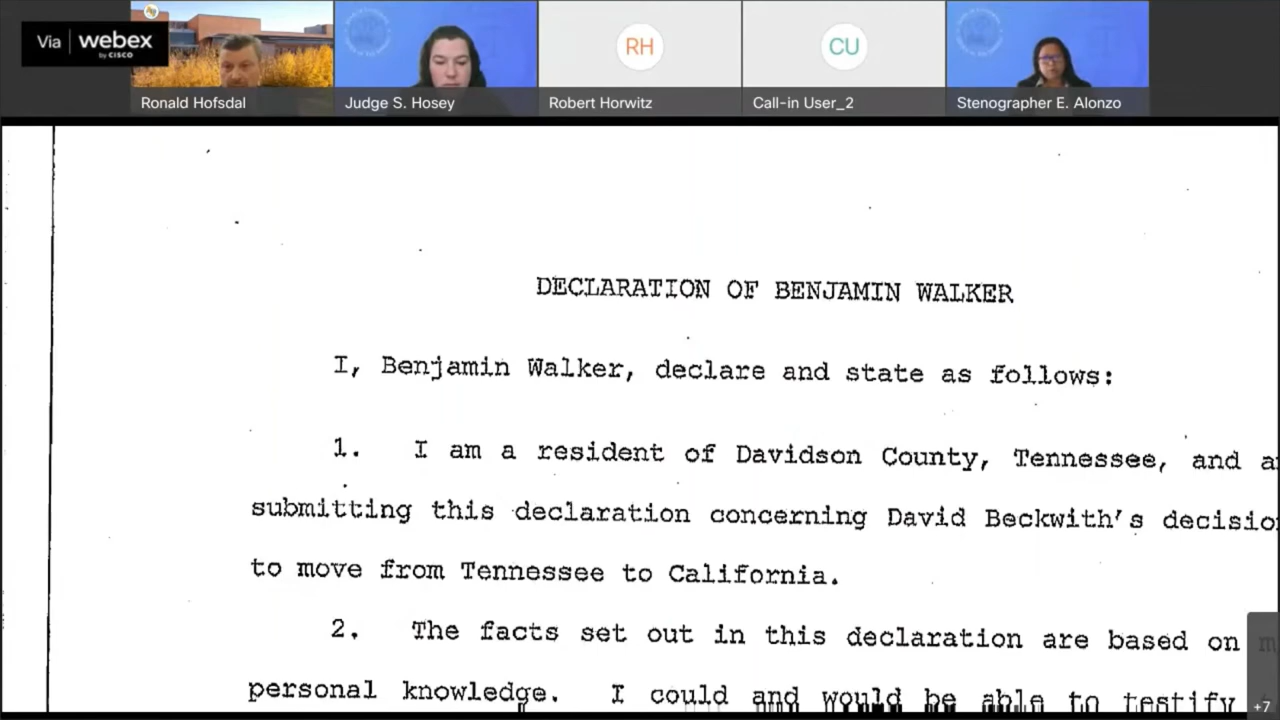 Via webex
by CISCO
RH
CU
Ronald Hofsdal
Judge S. Hosey
Robert Horwitz
Call-in User_2
Stenographer E. Alonzo
DECLARATION OF BENJAMIN WALKER
I, Benjamin Walker, declare and state as follows:
1. I am a resident of Davidson County, Tennessee, and
submitting this declaration concerning David Beckwith's
to move from Tennessee to California.
2. The facts set out in this declaration are based on
personal knowledge. I could and would be able to testify
+7